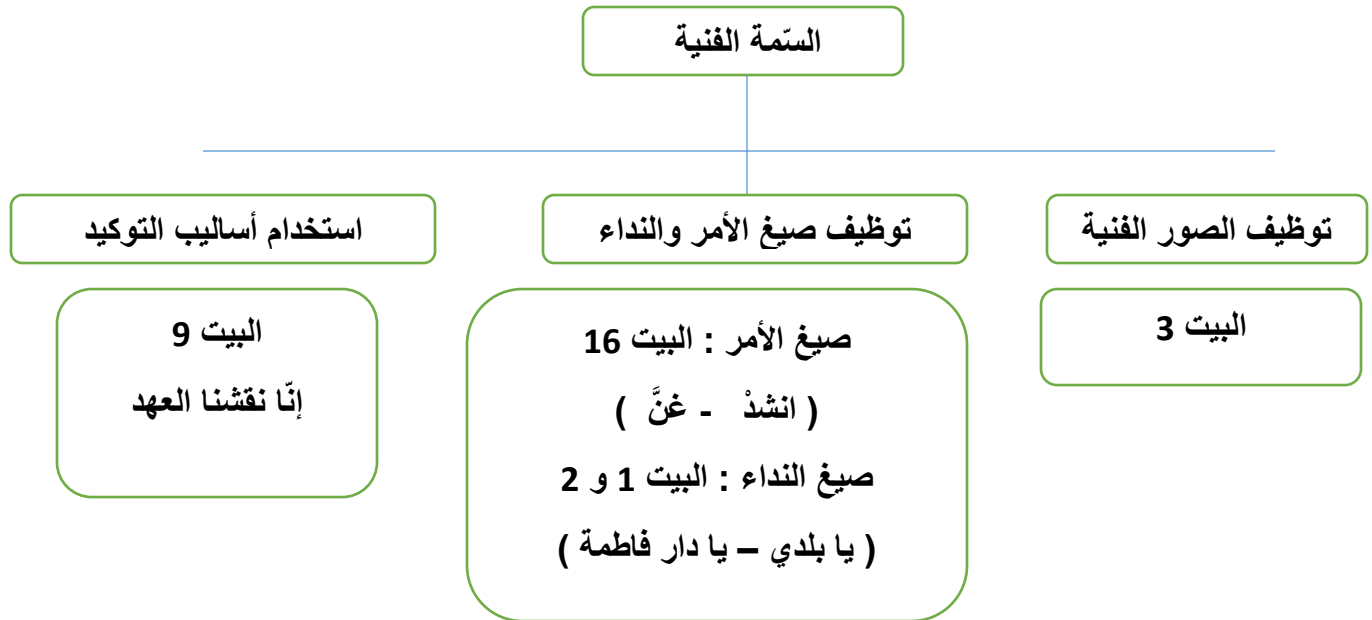 السّمة الفنية
توظيف الصور الفنية
توظيف صيغ الأمر والنداء
استخدام أساليب التوكيد
البيت 3
صيغ الأمر : البيت 16
( انشدْ - غنَّ )
صيغ النداء : البيت 1 و 2
( يا بلدي – يا دار فاطمة )
البيت 9
إنّا نقشنا العهد